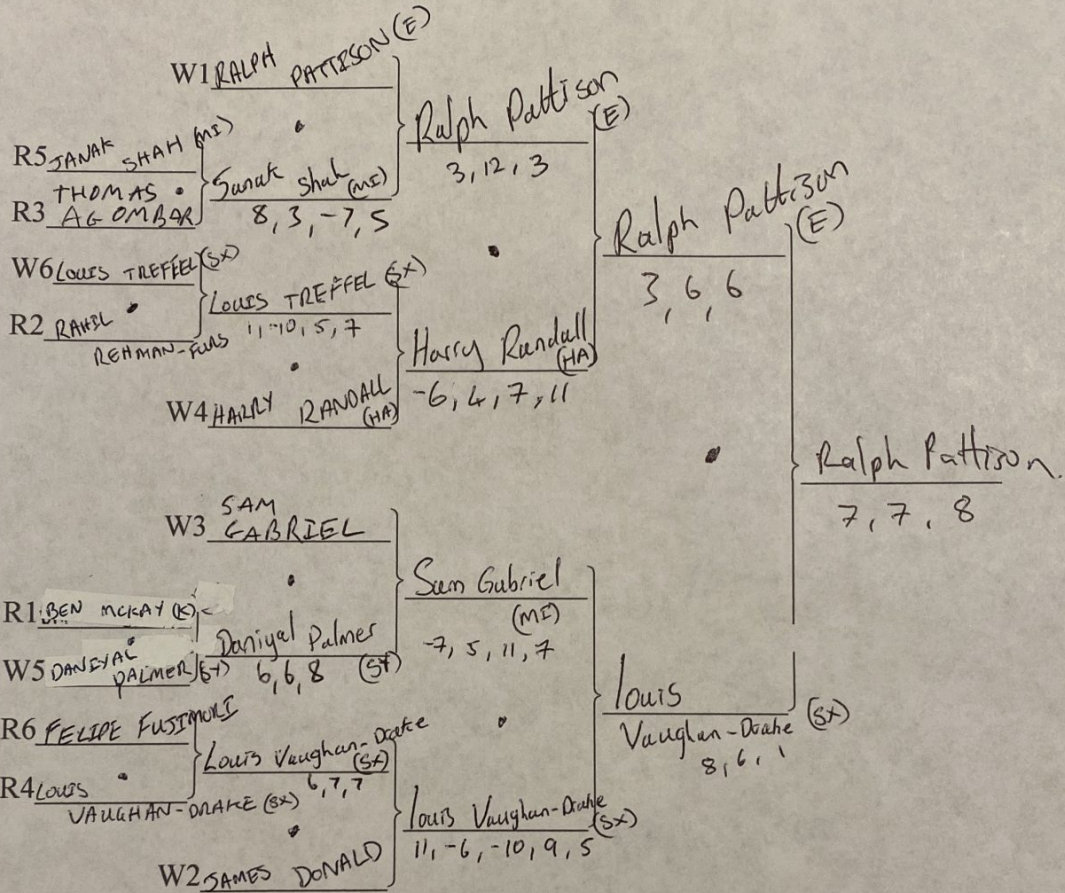 W1 RALPH PATTISON (E)
Ralph Pattison
(E)
3, 12, 3
R5 JANAK SHAH (MI)
R3 THOMAS AGOMBAR
Sanak Shah (MI)
8, 3, -7, 5
Ralph Pattison
(E)
3, 6, 6
W6 LOUIS TREFFEL (SX)
R2 RAHIL
REHMAN-FURS
LOUIS TREFFEL (SX)
11, -10, 5, 7
Harry Randall
(HA)
-6, 4, 7, 11
W4 HARRY RANDALL
(HA)
Ralph Pattison.
7, 7, 8
W3 SAM
GABRIEL
Sam Gabriel
(MI)
-7, 5, 11, 7
R1 BEN MCKAY (K)
W5 DANIYAL
PALMER (SX)
Daniyal Palmer
6, 6, 8 (SX)
louis
Vaughan-Drake (SX)
8, 6, 1
R6 FELIPE FUJIMORI
R4 LOUIS
VAUGHAN-DRAKE (SX)
Louis Vaughan-Drake
(SX)
6, 7, 7
louis Vaughan-Drake
(SX)
11, -6, -10, 9, 5
W2 JAMES DONALD